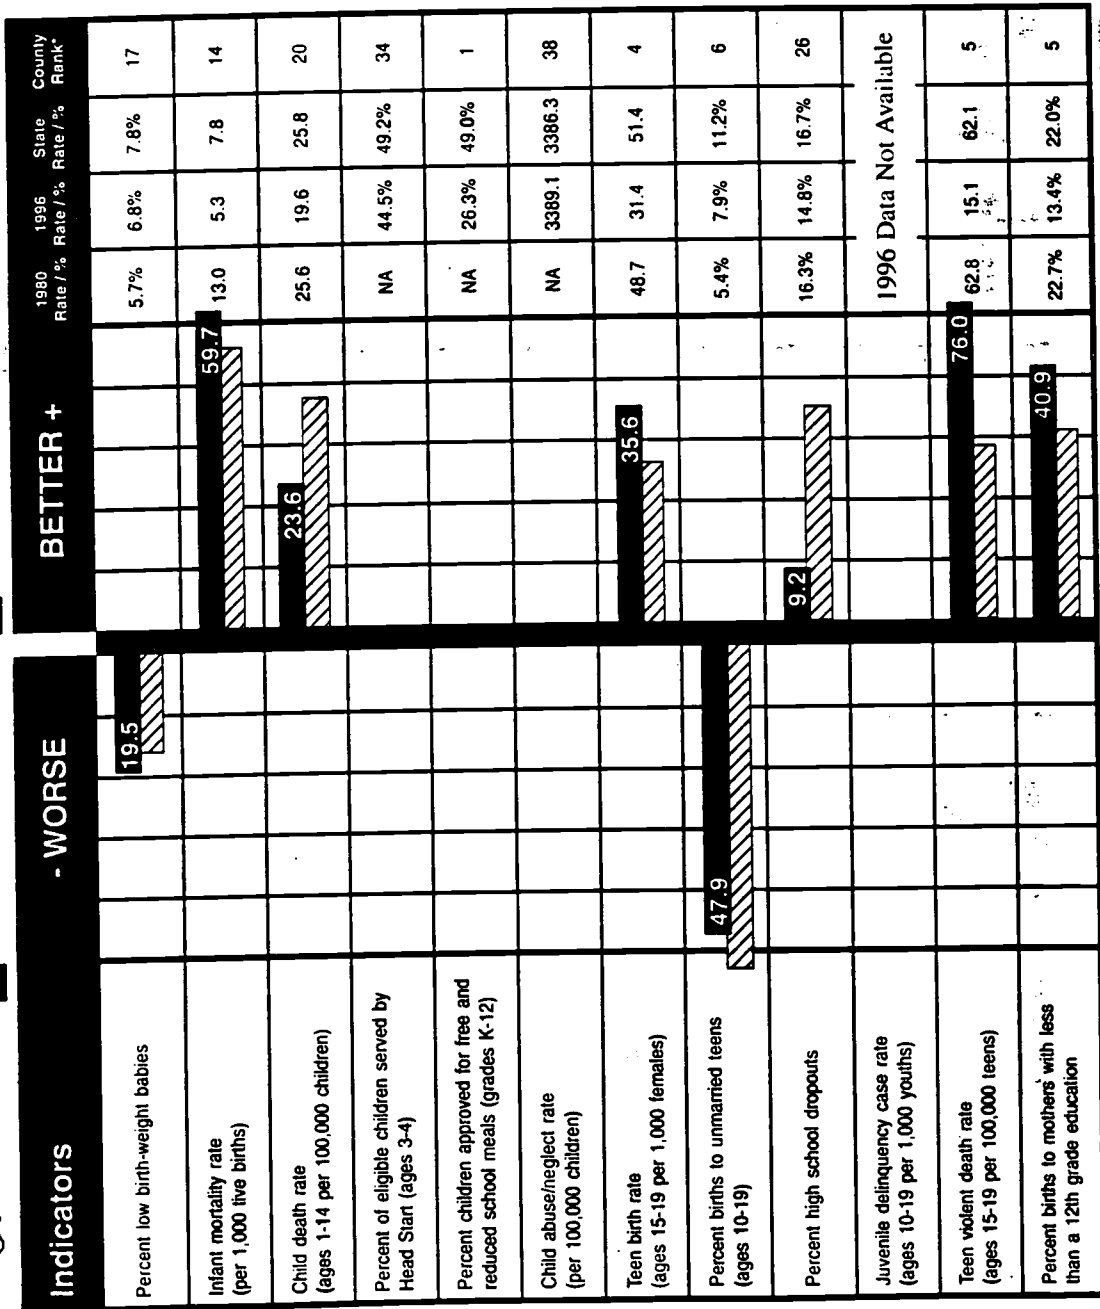 Indicators
- WORSE
BETTER +
1980
Rate / %
1996
Rate / %
State
Rate / %
County
Rank*
Percent low birth-weight babies
19.5
5.7%
6.8%
7.8%
17
Infant mortality rate
(per 1,000 live births)
59.7
13.0
5.3
7.8
14
Child death rate
(ages 1-14 per 100,000 children)
23.6
25.6
19.6
25.8
20
Percent of eligible children served by
Head Start (ages 3-4)
NA
44.5%
49.2%
34
Percent children approved for free and
reduced school meals (grades K-12)
NA
26.3%
49.0%
1
Child abuse/neglect rate
(per 100,000 children)
NA
3389.1
3386.3
38
Teen birth rate
(ages 15-19 per 1,000 females)
35.6
48.7
31.4
51.4
4
Percent births to unmarried teens
(ages 10-19)
47.9
5.4%
7.9%
11.2%
6
Percent high school dropouts
9.2
16.3%
14.8%
16.7%
26
Juvenile delinquency case rate
(ages 10-19 per 1,000 youths)
1996 Data Not Available
Teen violent death rate
(ages 15-19 per 100,000 teens)
76.0
62.8
15.1
62.1
5
Percent births to mothers with less
than a 12th grade education
40.9
22.7%
13.4%
22.0%
5